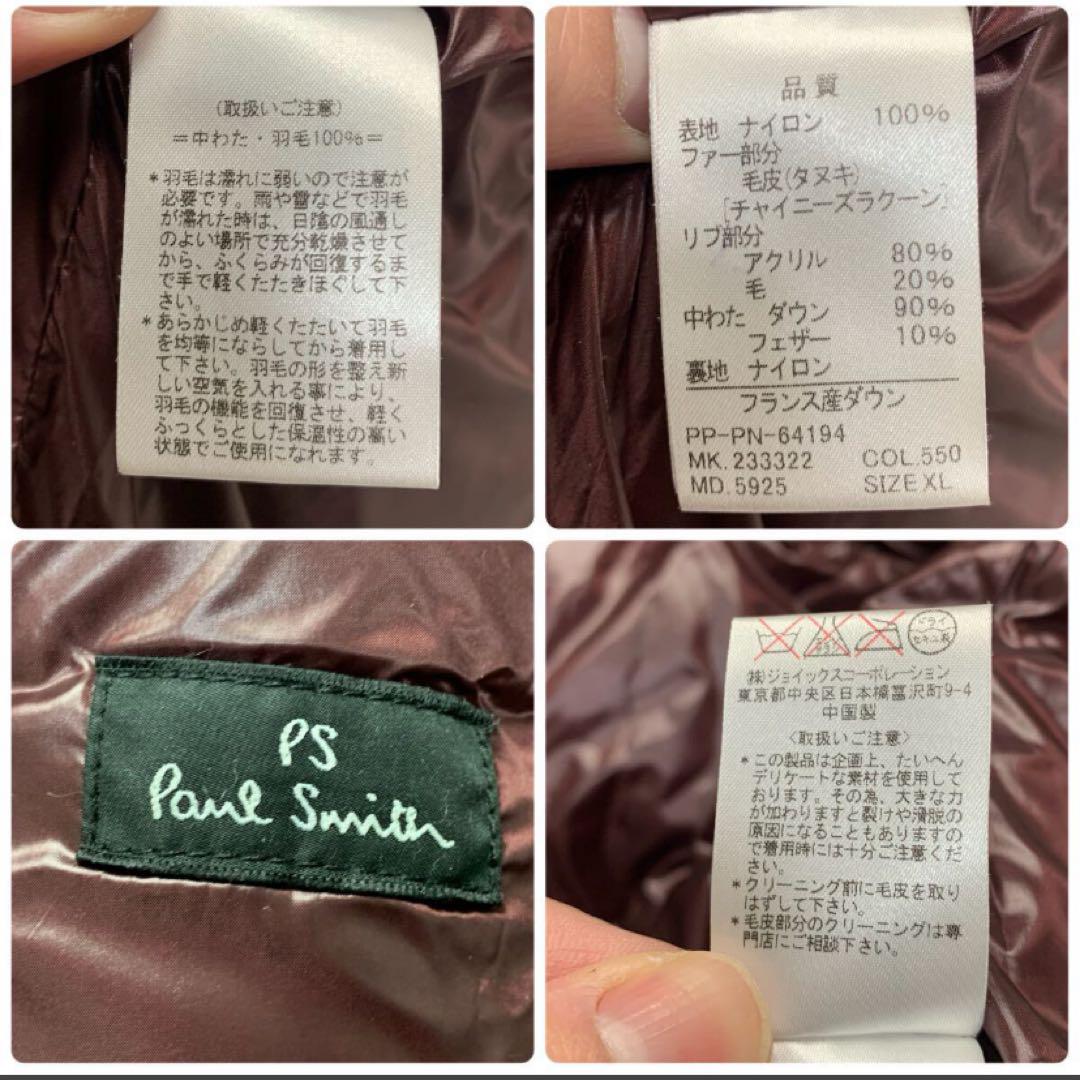 〈取扱いご注意〉
=中わた・羽毛100%=
*羽毛は濡れに弱いので注意が
必要です。雨や雪などで羽毛
が濡れた時は、日陰の風通し
のよい場所で充分乾燥させて
から、ふくらみが回復するま
で手で軽くたたきほぐして下
さい。
*あらかじめ軽くたたいて羽毛
を均等にならしてから着用し
て下さい。羽毛の形を整え新
しい空気を入れる事により、
羽毛の機能を回復させ、軽く
ふっくらとした保温性の高い
状態でご使用になれます。
品質
表地 ナイロン 100%
ファー部分
毛皮(タヌキ)
[チャイニーズラクーン]
リブ部分
アクリル 80%
毛 20%
中わた ダウン 90%
フェザー 10%
裏地 ナイロン
フランス産ダウン
PP-PN-64194
MK.233322 COL.550
MD.5925 SIZE XL
PS
Paul Smith
ドライ
セキユ系
㈱ジョイックスコーポレーション
東京都中央区日本橋富沢町9-4
中国製
〈取扱いご注意〉
*この製品は企画上、たいへん
デリケートな素材を使用して
おります。その為、大きな力
が加わりますと裂けや滑脱の
原因になることもありますの
で着用時には十分ご注意くだ
さい。
*クリーニング前に毛皮を取り
はずして下さい。
*毛皮部分のクリーニングは専
門店にご相談下さい。